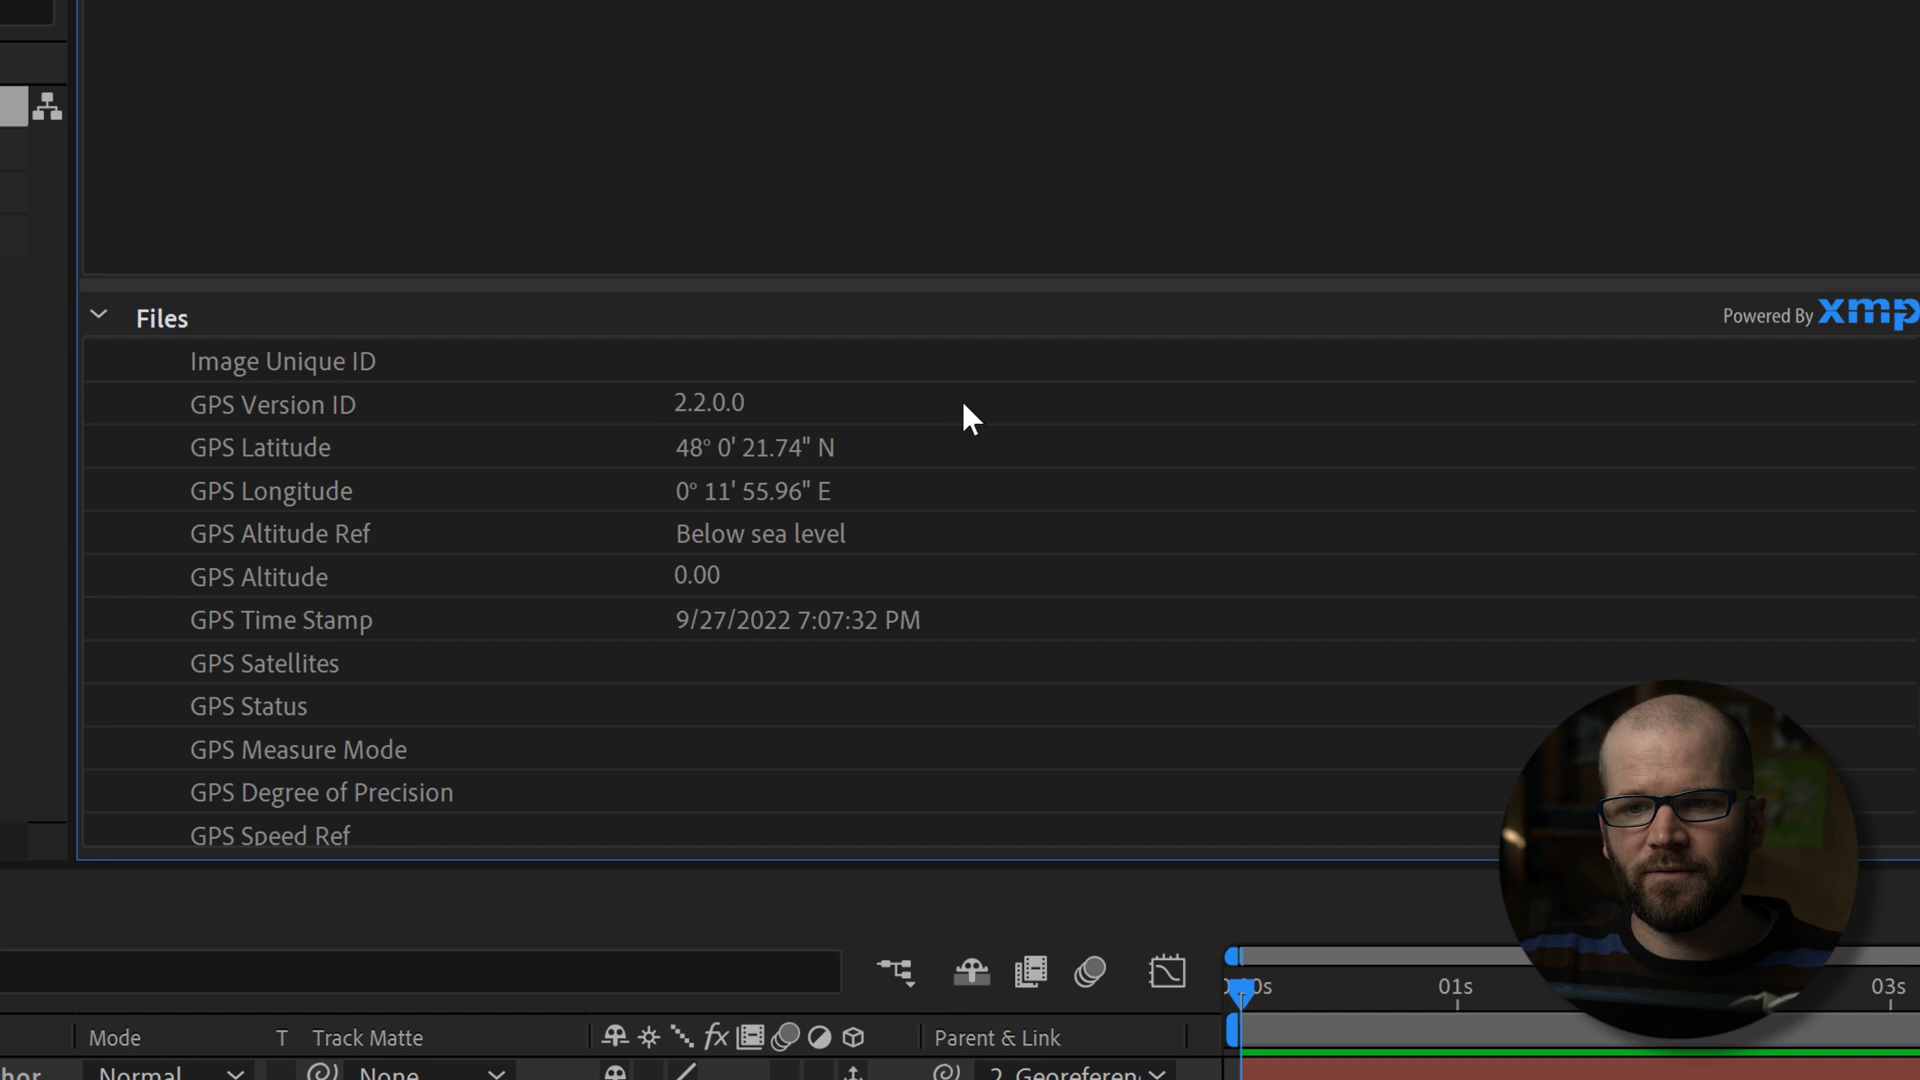 Files
Powered By xmp
Image Unique ID
GPS Version ID 2.2.0.0
GPS Latitude 48° 0' 21.74" N
GPS Longitude 0° 11' 55.96" E
GPS Altitude Ref Below sea level
GPS Altitude 0.00
GPS Time Stamp 9/27/2022 7:07:32 PM
GPS Satellites
GPS Status
GPS Measure Mode
GPS Degree of Precision
GPS Speed Ref
01s 03s
Mode T Track Matte fx Parent & Link
Normal None 2. Georeferen